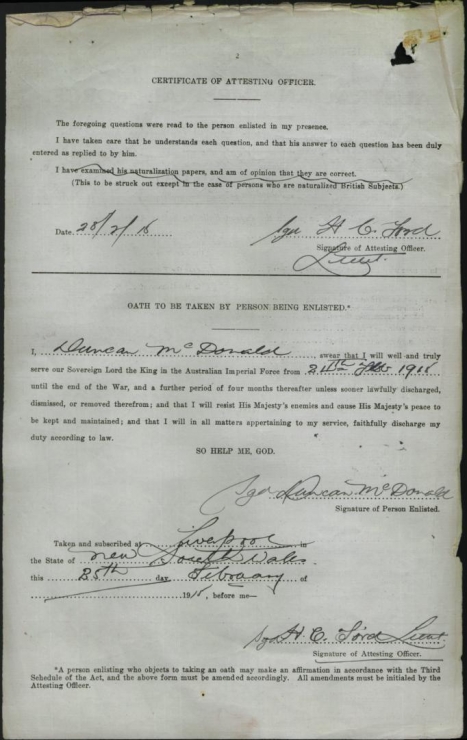 2
CERTIFICATE OF ATTESTING OFFICER.
The foregoing questions were read to the person enlisted in my presence.
I have taken care that he understands each question, and that his answer to each question has been duly
entered as replied to by him.
I have examined his naturalization papers, and am of opinion that they are correct.
(This to be struck out except in the case of persons who are naturalized British Subjects.)
Date 28/2/18
Sgd H C Ford
Signature of Attesting Officer.
Lieut.
OATH TO BE TAKEN BY PERSON BEING ENLISTED.*
I, Duncan McDonald swear that I will well and truly
serve our Sovereign Lord the King in the Australian Imperial Force from Feb 1918
until the end of the War, and a further period of four months thereafter unless sooner lawfully discharged,
dismissed, or removed therefrom; and that I will resist His Majesty's enemies and cause His Majesty's peace to
be kept and maintained; and that I will in all matters appertaining to my service, faithfully discharge my
duty according to law.
SO HELP ME, GOD.
Sgd Duncan McDonald
Signature of Person Enlisted.
Taken and subscribed at Liverpool in
the State of New South Wales
this 28th day February of
1918, before me—
Sgd H. C. Ford Lieut
Signature of Attesting Officer.
*A person enlisting who objects to taking an oath may make an affirmation in accordance with the Third
Schedule of the Act, and the above form must be amended accordingly. All amendments must be initialed by the
Attesting Officer.